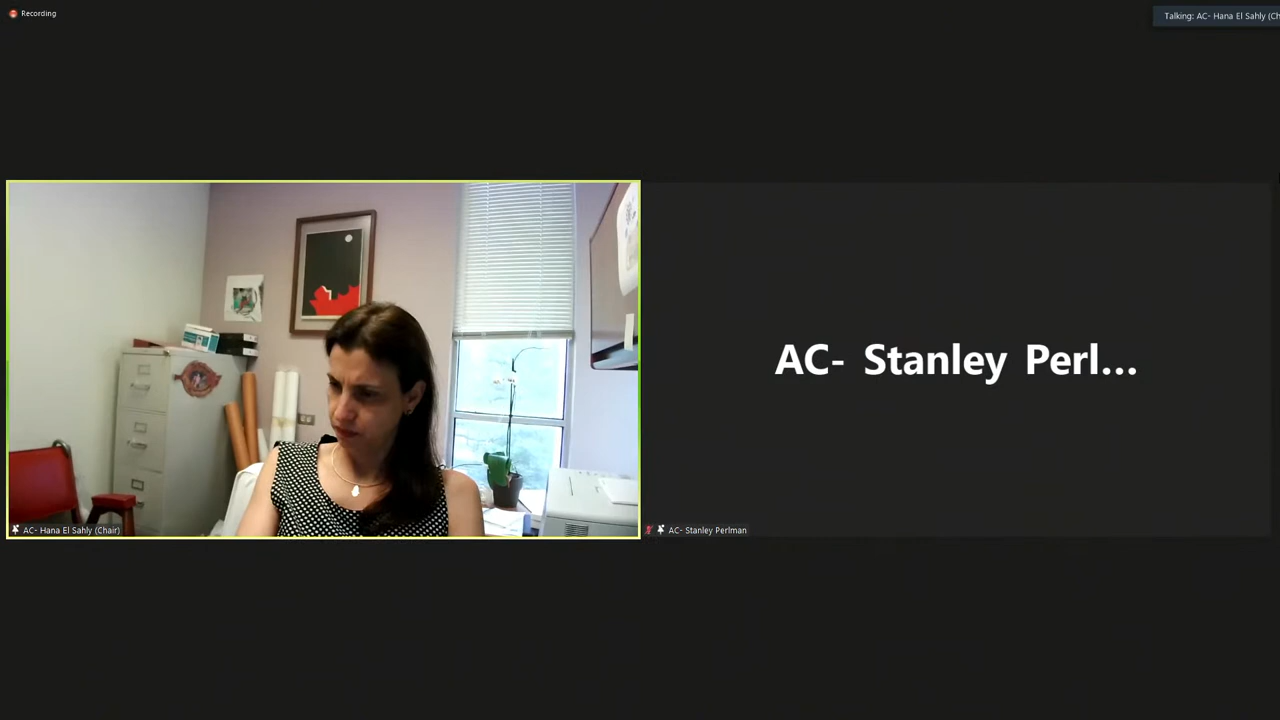 Recording
Talking: AC- Hana El Sahly (Ch
AC- Stanley Perl...
AC- Hana El Sahly (Chair)
AC- Stanley Perlman